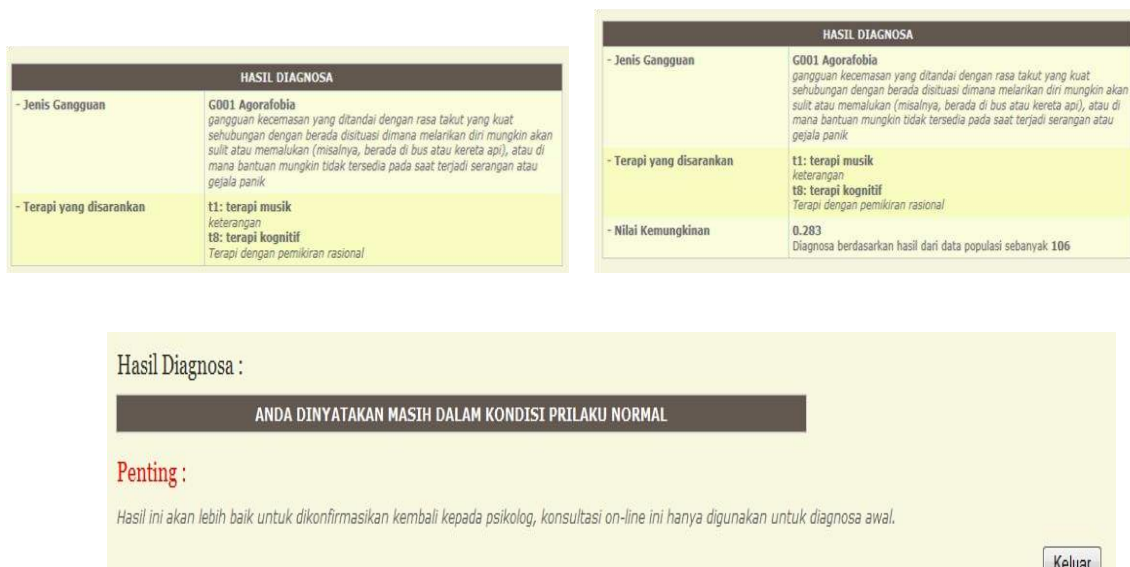 HASIL DIAGNOSA
- Jenis Gangguan
G001 Agorafobia
gangguan kecemasan yang ditandai dengan rasa takut yang kuat
sehubungan dengan berada disituasi dimana melarikan diri mungkin akan
sulit atau memalukan (misalnya, berada di bus atau kereta api), atau di
mana bantuan mungkin tidak tersedia pada saat terjadi serangan atau
gejala panik
- Terapi yang disarankan
t1: terapi musik
keterangan
t8: terapi kognitif
Terapi dengan pemikiran rasional
HASIL DIAGNOSA
- Jenis Gangguan
G001 Agorafobia
gangguan kecemasan yang ditandai dengan rasa takut yang kuat
sehubungan dengan berada disituasi dimana melarikan diri mungkin akan
sulit atau memalukan (misalnya, berada di bus atau kereta api), atau di
mana bantuan mungkin tidak tersedia pada saat terjadi serangan atau
gejala panik
- Terapi yang disarankan
t1: terapi musik
keterangan
t8: terapi kognitif
Terapi dengan pemikiran rasional
- Nilai Kemungkinan
0.283
Diagnosa berdasarkan hasil dari data populasi sebanyak 106
Hasil Diagnosa :
ANDA DINYATAKAN MASIH DALAM KONDISI PRILAKU NORMAL
Penting :
Hasil ini akan lebih baik untuk dikonfirmasikan kembali kepada psikolog, konsultasi on-line ini hanya digunakan untuk diagnosa awal.
Keluar